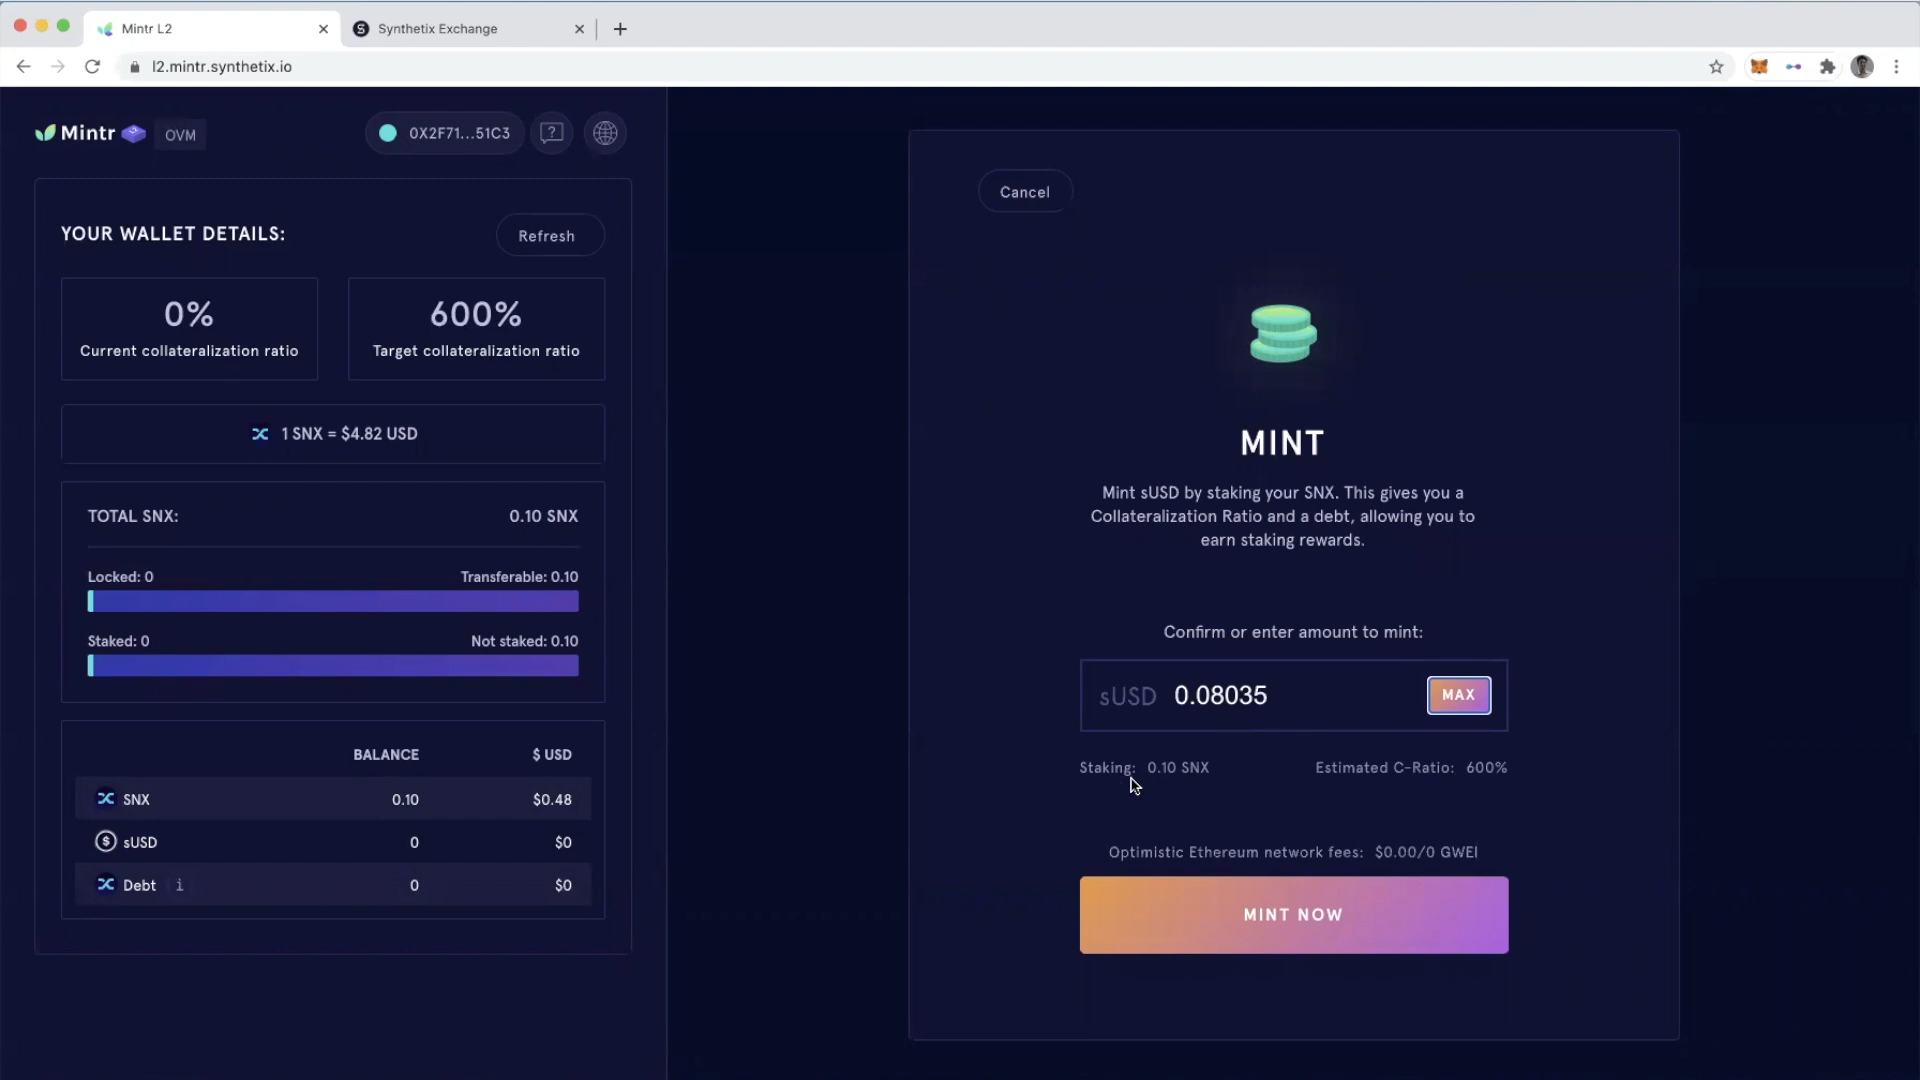 Mintr L2
Synthetix Exchange
l2.mintr.synthetix.io
Mintr OVM
0X2F71...51C3
YOUR WALLET DETAILS:
Refresh
0%
Current collateralization ratio
600%
Target collateralization ratio
1 SNX = $4.82 USD
TOTAL SNX: 0.10 SNX
Locked: 0 Transferable: 0.10
Staked: 0 Not staked: 0.10
BALANCE $ USD
SNX 0.10 $0.48
$ sUSD 0 $0
Debt i 0 $0
Cancel
MINT
Mint sUSD by staking your SNX. This gives you a
Collateralization Ratio and a debt, allowing you to
earn staking rewards.
Confirm or enter amount to mint:
sUSD 0.08035 MAX
Staking: 0.10 SNX Estimated C-Ratio: 600%
Optimistic Ethereum network fees: $0.00/0 GWEI
MINT NOW